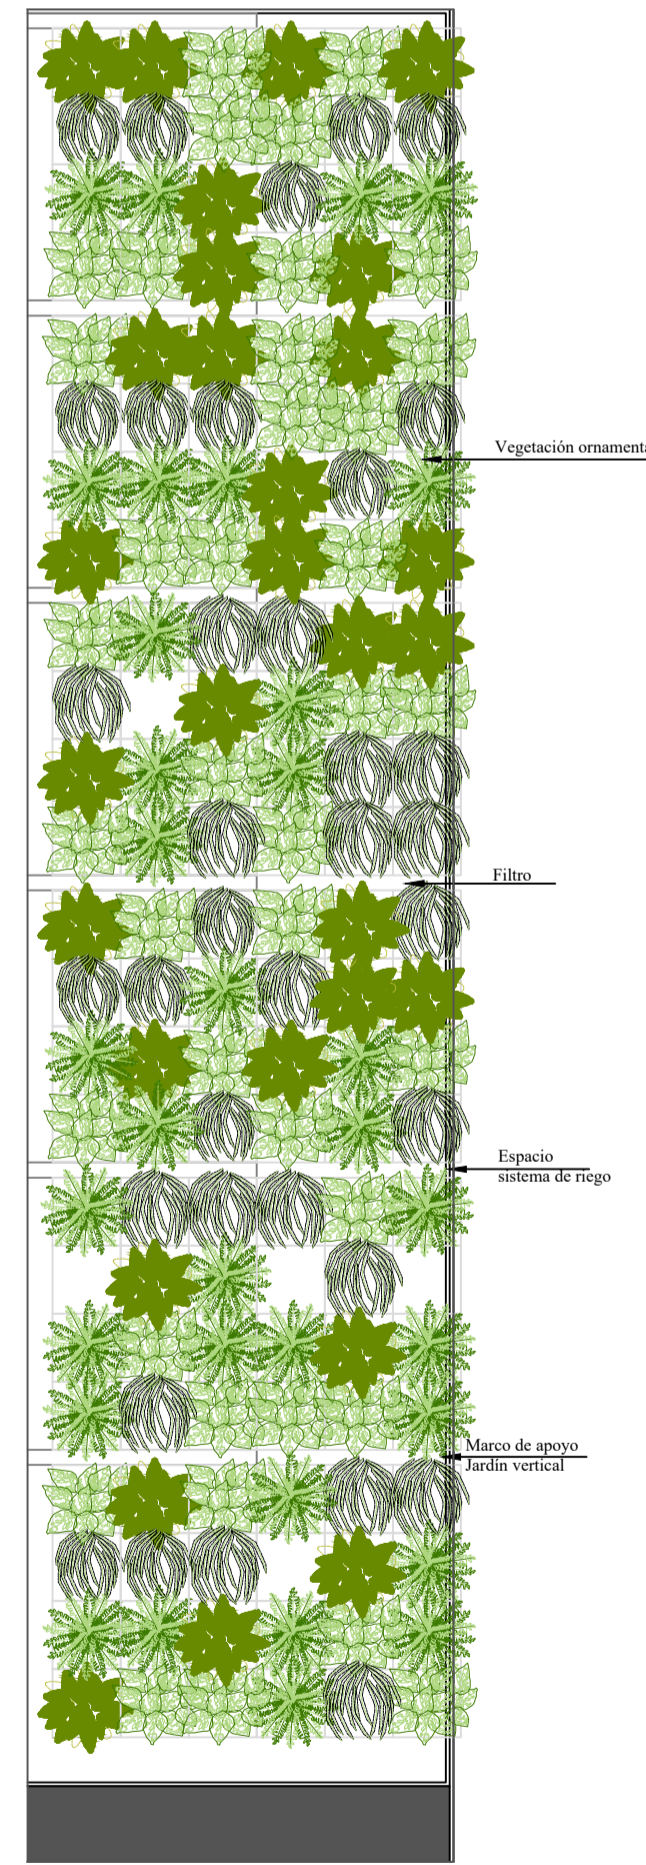 Vegetación ornamenta
Filtro
Espacio
sistema de riego
Marco de apoyo
Jardín vertical